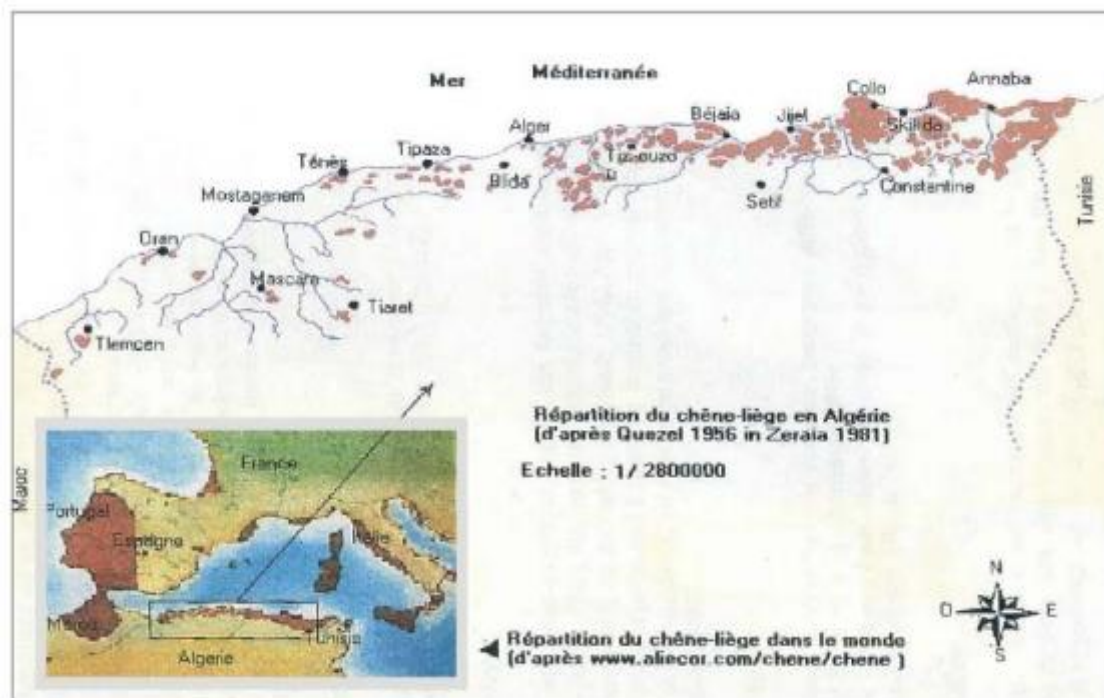 Mer Méditerranée
Annaba
Collo
Skikda
Jijel
Béjaia
Alger
Tizi-ouzo
Tipaza
Ténès
Blida
Constantine
Setif
Mostaganem
Oran
Mascara
Tiaret
Tlemcen
Tunisie
Maroc
Répartition du chêne-liège en Algérie
(d'après Quezel 1956 in Zeraia 1981)
Echelle : 1/ 2800000
France
Portugal
Espagne
Italie
Maroc
Tunisie
Algerie
N
O
E
S
Répartition du chêne-liège dans le monde
(d'après www.aliecor.com/chene/chene )